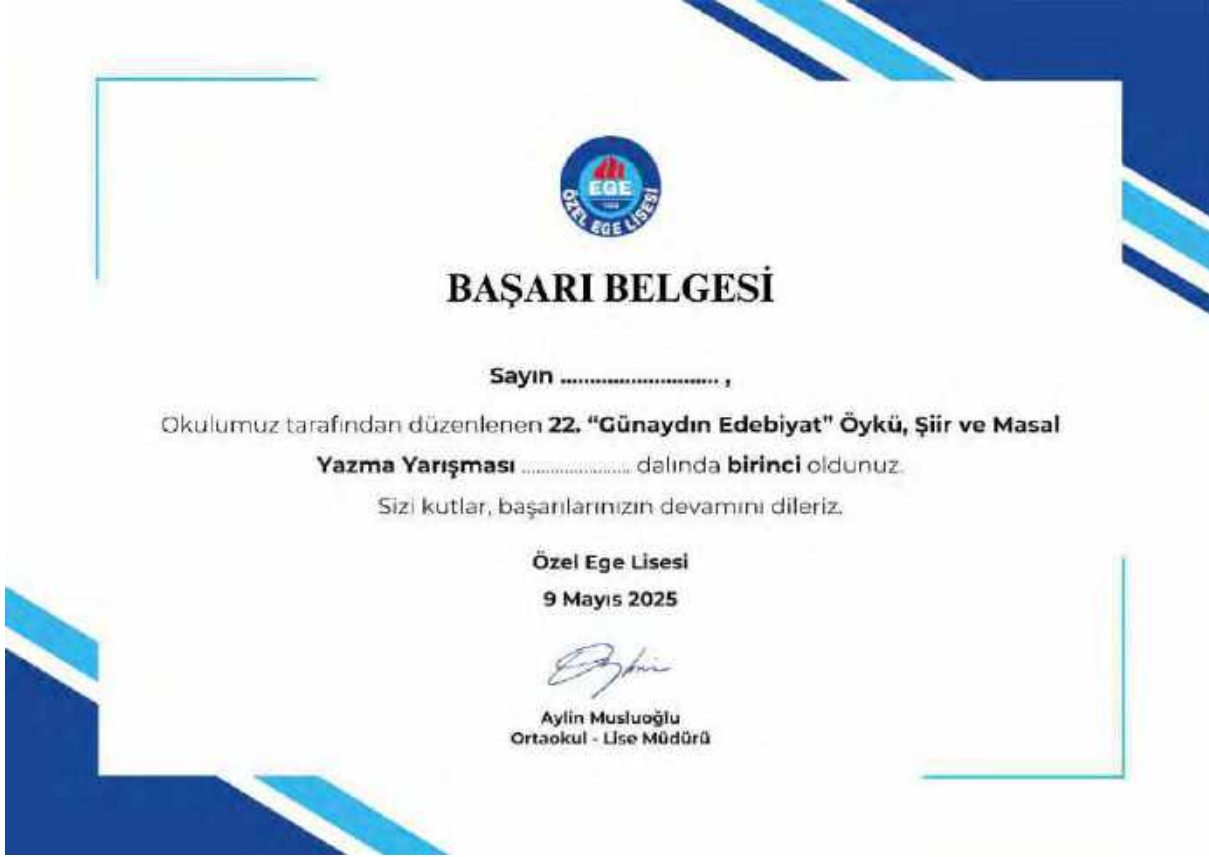 EGE
ÖZEL EGE LİSESİ
BAŞARI BELGESİ
Sayın ........................... ,
Okulumuz tarafından düzenlenen 22. “Günaydın Edebiyat” Öykü, Şiir ve Masal
Yazma Yarışması ...................... dalında birinci oldunuz.
Sizi kutlar, başarılarınızın devamını dileriz.
Özel Ege Lisesi
9 Mayıs 2025
Aylin Musluoğlu
Ortaokul - Lise Müdürü